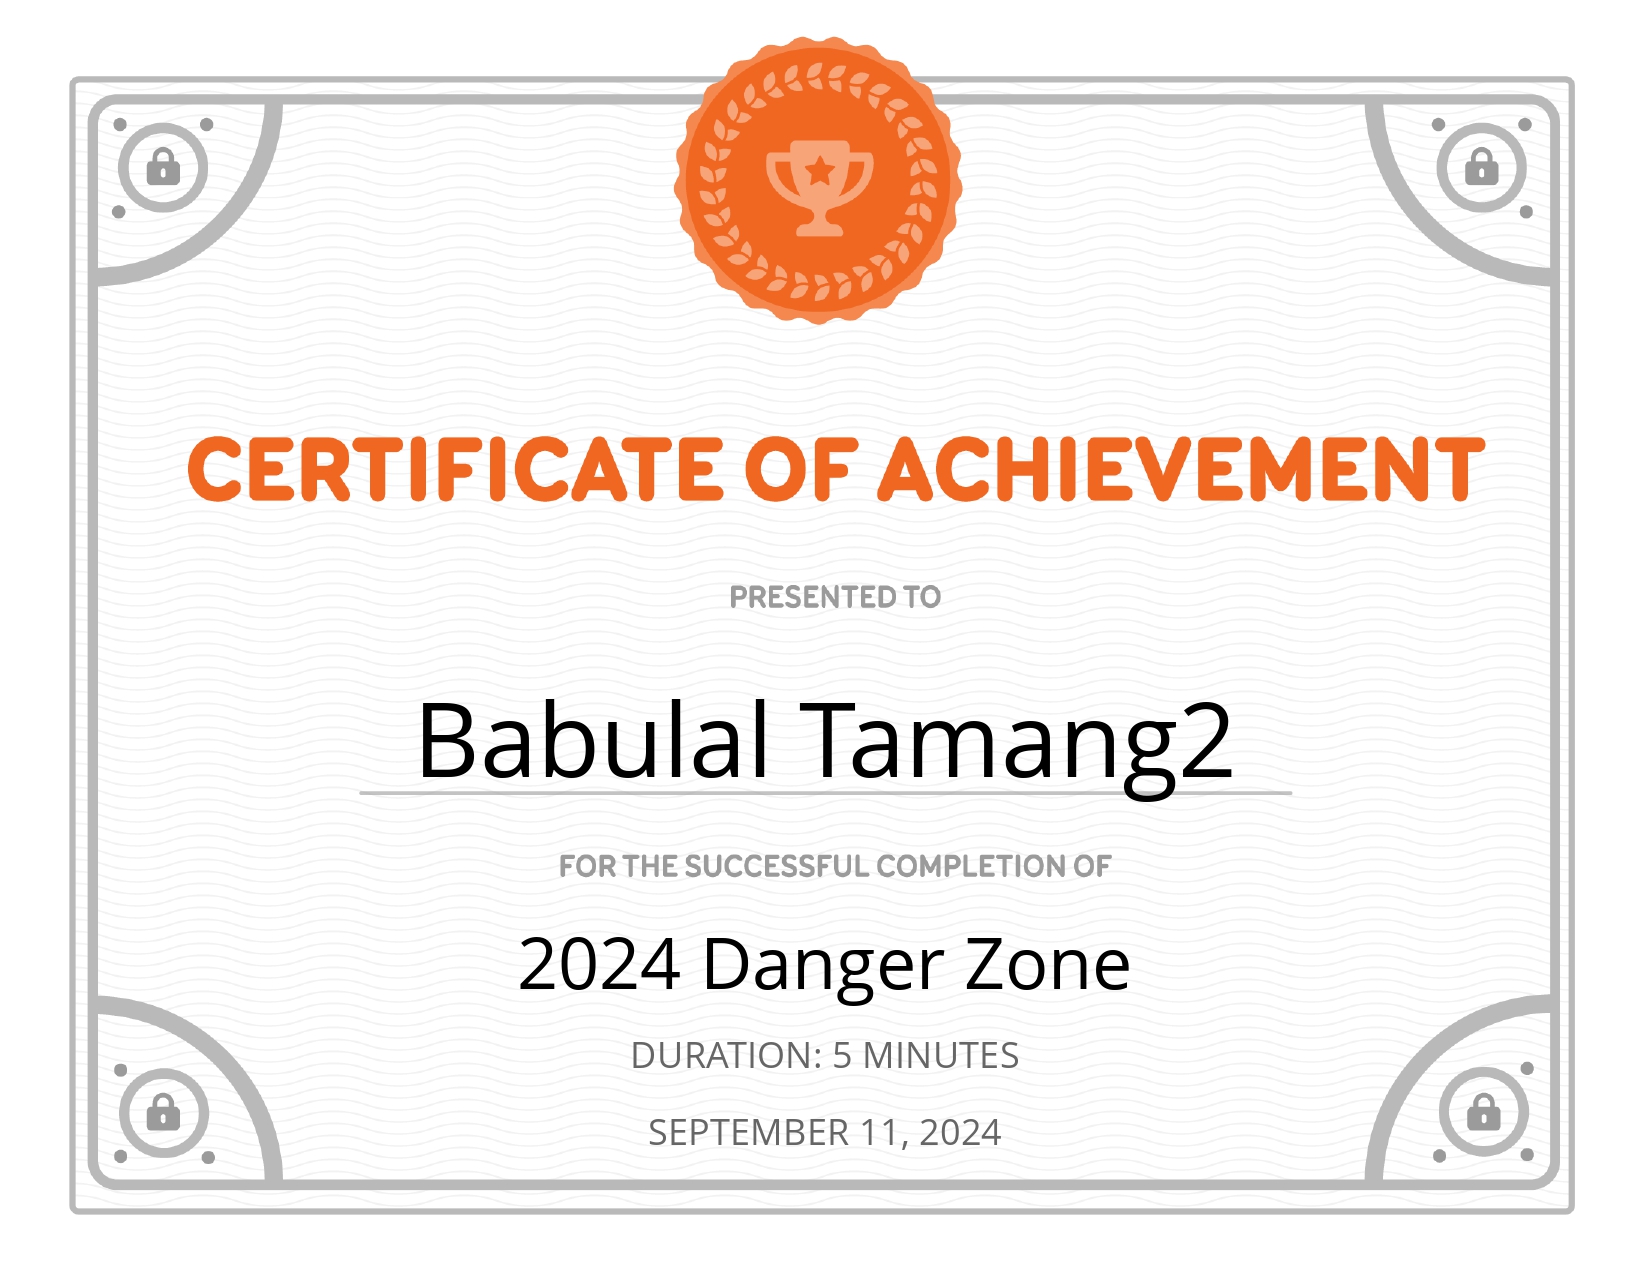 CERTIFICATE OF ACHIEVEMENT
PRESENTED TO
Babulal Tamang2
FOR THE SUCCESSFUL COMPLETION OF
2024 Danger Zone
DURATION: 5 MINUTES
SEPTEMBER 11, 2024